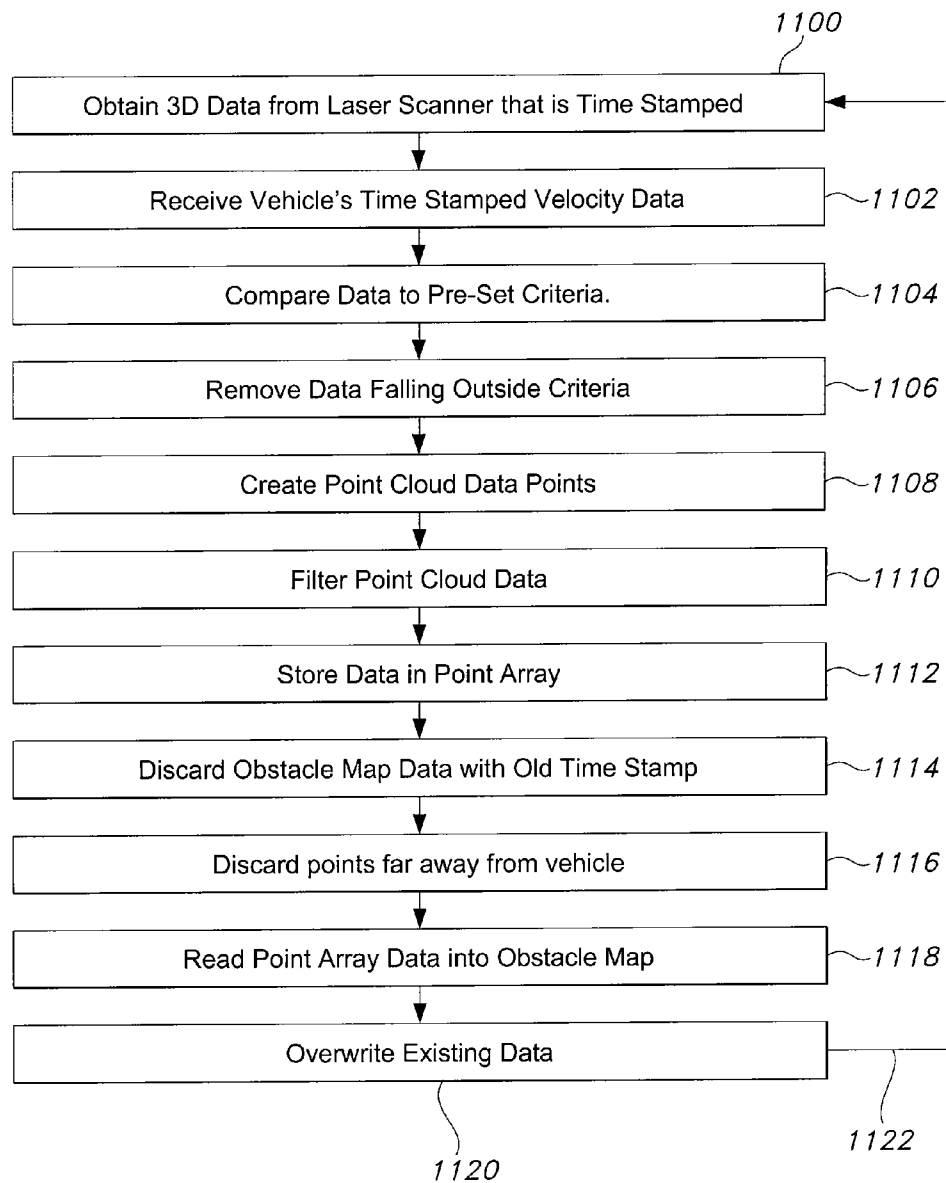 1100
Obtain 3D Data from Laser Scanner that is Time Stamped
Receive Vehicle's Time Stamped Velocity Data
1102
Compare Data to Pre-Set Criteria.
1104
Remove Data Falling Outside Criteria
1106
Create Point Cloud Data Points
1108
Filter Point Cloud Data
1110
Store Data in Point Array
1112
Discard Obstacle Map Data with Old Time Stamp
1114
Discard points far away from vehicle
1116
Read Point Array Data into Obstacle Map
1118
Overwrite Existing Data
1122
1120